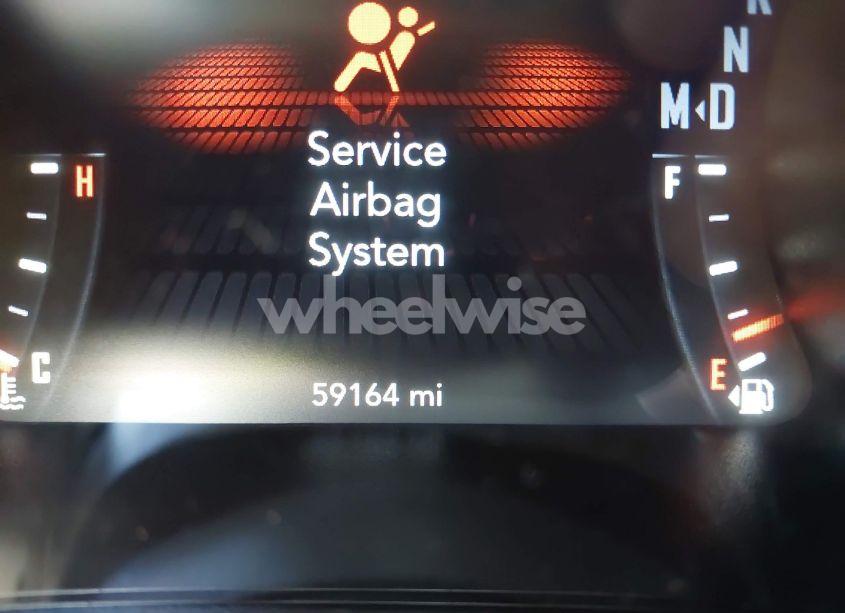 R
N
M D
Service
Airbag
System
H
F
wheelwise
C
E
59164 mi